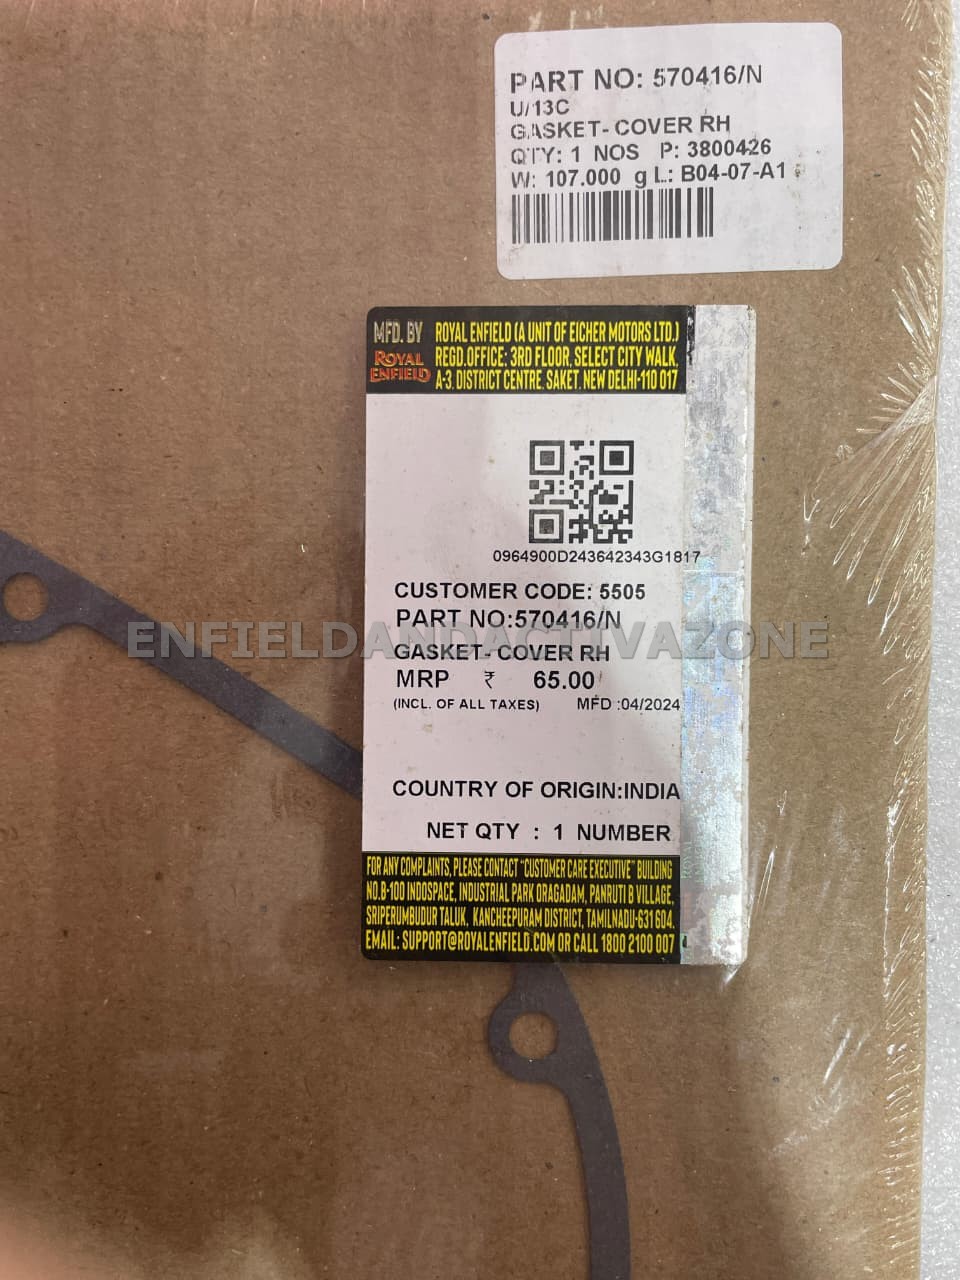 PART NO: 570416/N
U/13C
GASKET- COVER RH
QTY: 1 NOS P: 3800426
W: 107.000 g L: B04-07-A1
MFD. BY ROYAL ENFIELD (A UNIT OF EICHER MOTORS LTD.)
ROYAL ENFIELD
REGD.OFFICE: 3RD FLOOR, SELECT CITY WALK,
A-3, DISTRICT CENTRE, SAKET, NEW DELHI-110 017
0964900D243642343G1817
CUSTOMER CODE: 5505
PART NO:570416/N
ENFIELDANDACTIVAZONE
GASKET- COVER RH
MRP ₹ 65.00
(INCL. OF ALL TAXES) MFD :04/2024
COUNTRY OF ORIGIN:INDIA
NET QTY : 1 NUMBER
FOR ANY COMPLAINTS, PLEASE CONTACT "CUSTOMER CARE EXECUTIVE" BUILDING
NO.B-100 INDOSPACE, INDUSTRIAL PARK ORAGADAM, PANRUTI B VILLAGE,
SRIPERUMBUDUR TALUK, KANCHEEPURAM DISTRICT, TAMILNADU-631 604.
EMAIL: SUPPORT@ROYALENFIELD.COM OR CALL 1800 2100 007